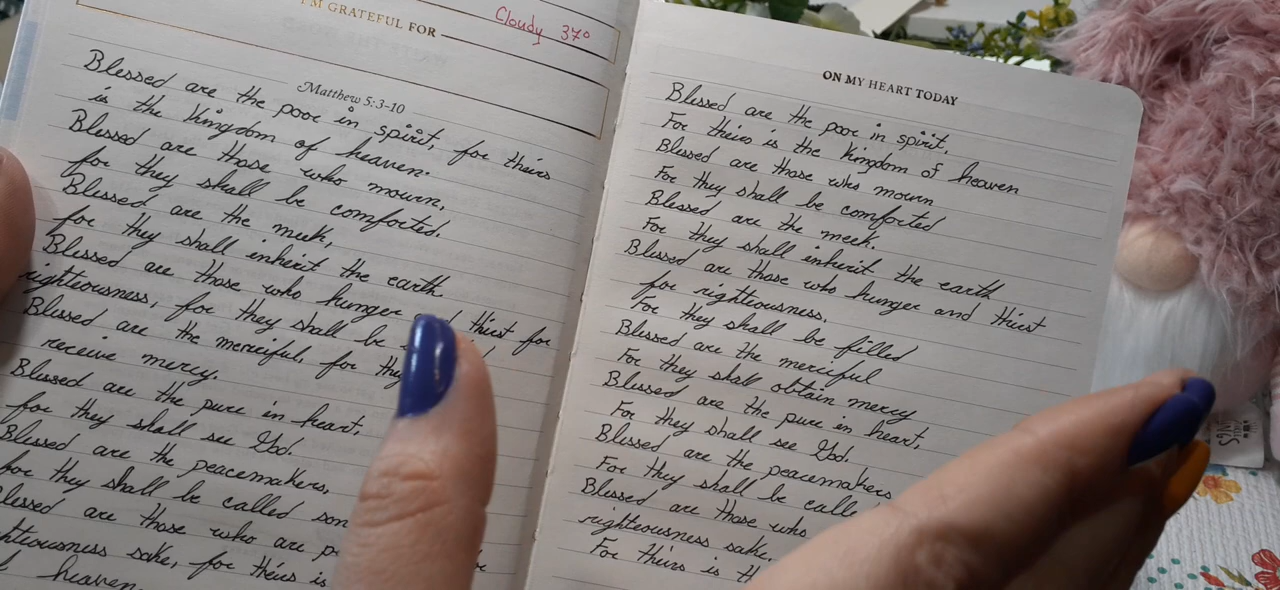 I'M GRATEFUL FOR
Cloudy 37°
Matthew 5:3-10
Blessed are the poor in spirit, for theirs
is the kingdom of heaven.
Blessed are those who mourn,
for they shall be comforted.
Blessed are the meek,
for they shall inherit the earth
Blessed are those who hunger thirst for
righteousness, for they shall be
Blessed are the merciful, for they
receive mercy.
Blessed are the pure in heart,
for they shall see God.
Blessed are the peacemakers,
for they shall be called son
Blessed are those who are p
righteousness sake, for theirs is
heaven.
ON MY HEART TODAY
Blessed are the poor in spirit,
For theirs is the kingdom of heaven
Blessed are those who mourn
For they shall be comforted
Blessed are the meek.
For they shall inherit the earth
Blessed are those who hunger and thirst
for righteousness.
For they shall be filled
Blessed are the merciful
For they shall obtain mercy
Blessed are the pure in heart,
For they shall see God.
Blessed are the peacemakers
For they shall be calle
Blessed are those who
righteousness sake.
For theirs is th